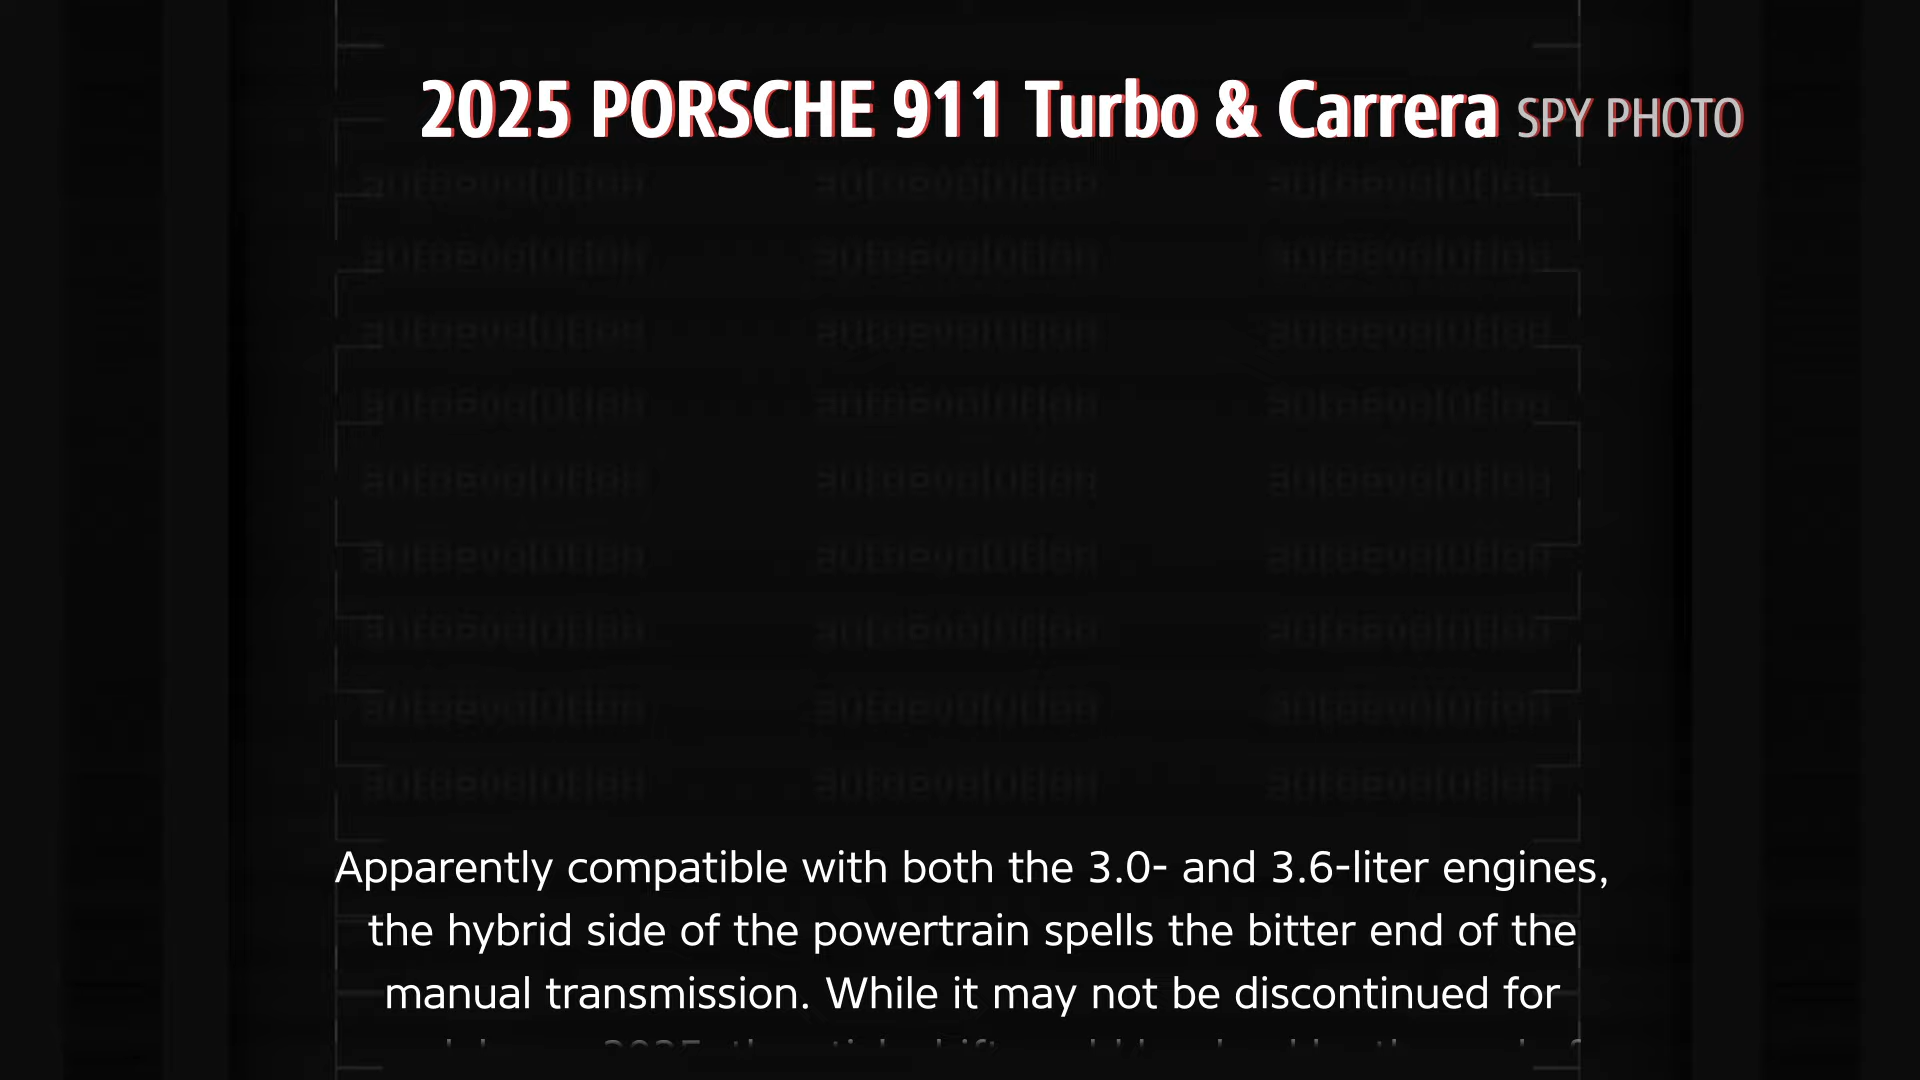 2025 PORSCHE 911 Turbo & Carrera SPY PHOTO
Apparently compatible with both the 3.0- and 3.6-liter engines,
the hybrid side of the powertrain spells the bitter end of the
manual transmission. While it may not be discontinued for